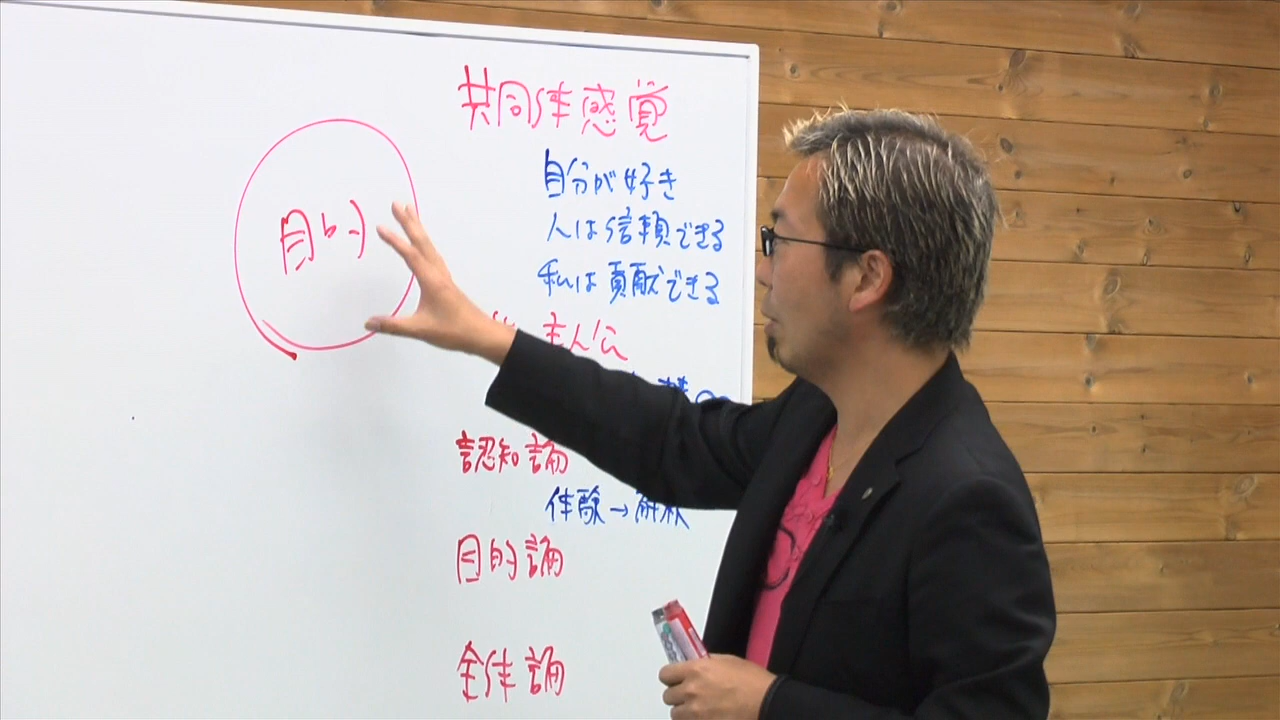 共同体感覚
自分が好き
人は信頼できる
私は貢献できる
目的
主人公
認知論
体験→解釈
目的論
全体論